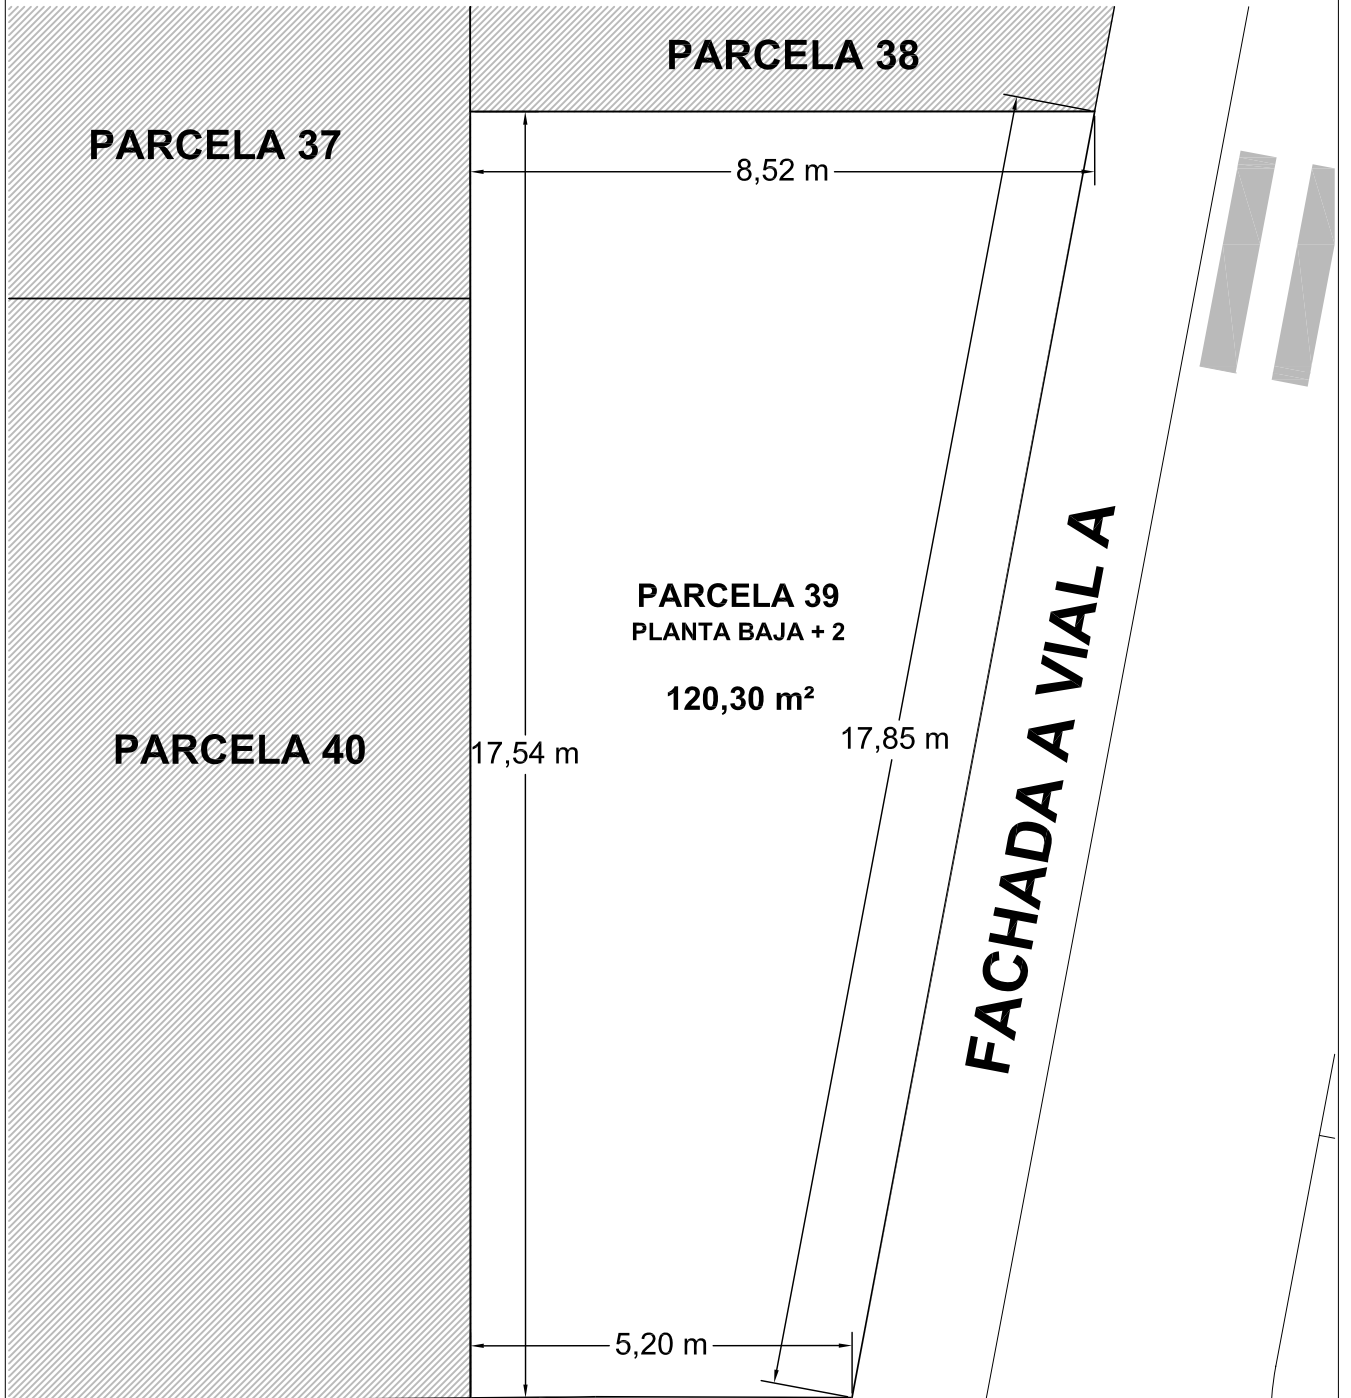 PARCELA 38
PARCELA 37
8,52 m
FACHADA A VIAL A
PARCELA 39
PLANTA BAJA + 2
120,30 m²
PARCELA 40
17,54 m
17,85 m
5,20 m